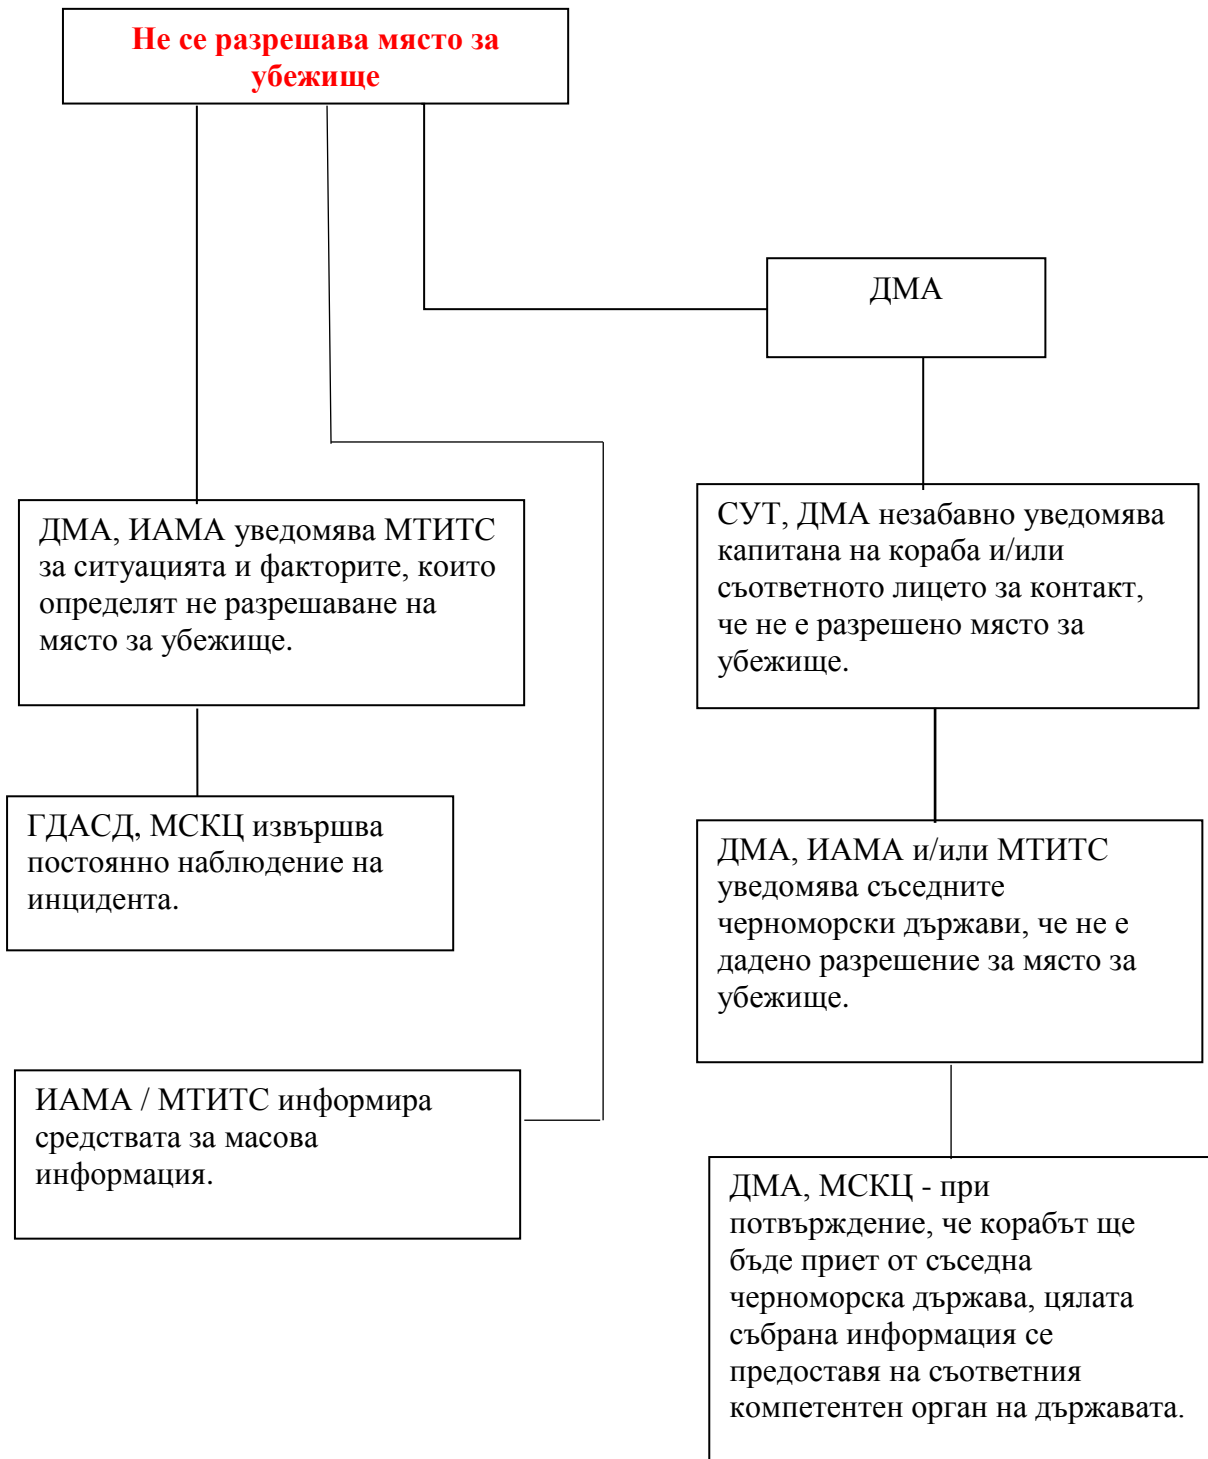 Не се разрешава място за
убежище
ДМА
ДМА, ИАМА уведомява МТИТС
за ситуацията и факторите, които
определят не разрешаване на
място за убежище.
СУТ, ДМА незабавно уведомява
капитана на кораба и/или
съответното лицето за контакт,
че не е разрешено място за
убежище.
ГДАСД, МСКЦ извършва
постоянно наблюдение на
инцидента.
ДМА, ИАМА и/или МТИТС
уведомява съседните
черноморски държави, че не е
дадено разрешение за място за
убежище.
ИАМА / МТИТС информира
средствата за масова
информация.
ДМА, МСКЦ - при
потвърждение, че корабът ще
бъде приет от съседна
черноморска държава, цялата
събрана информация се
предоставя на съответния
компетентен орган на държавата.